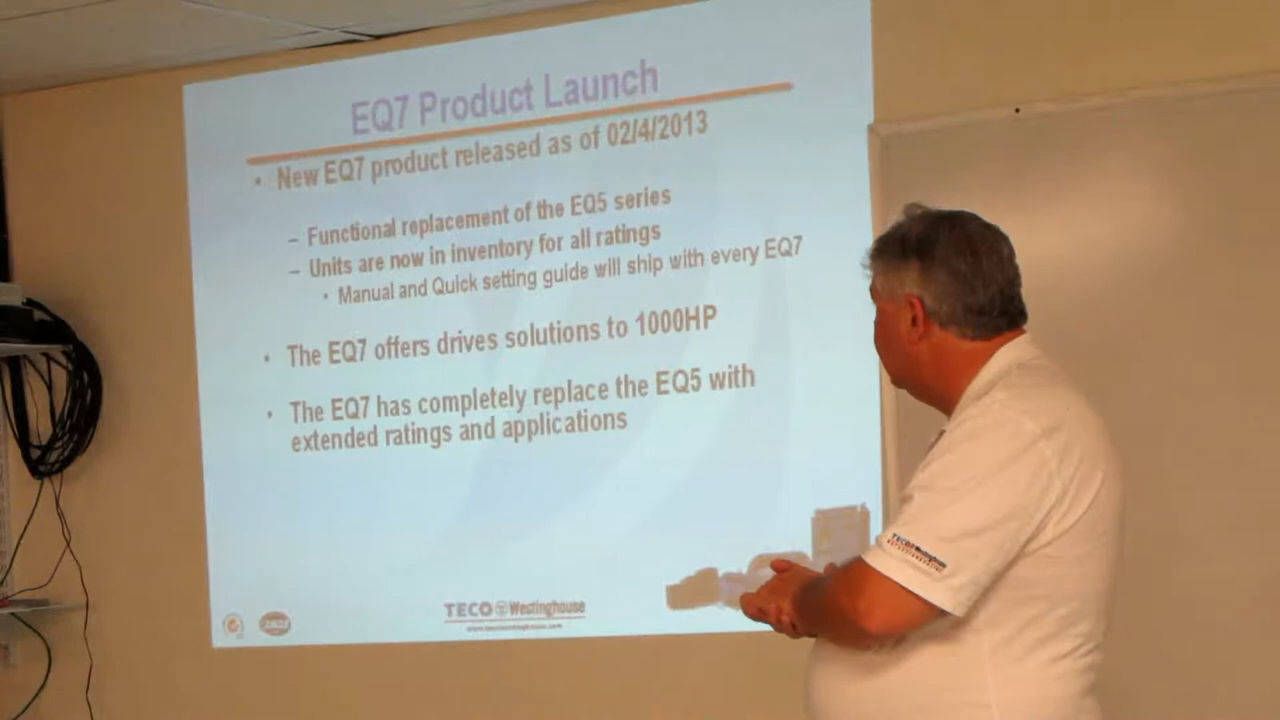 EQ7 Product Launch
• New EQ7 product released as of 02/4/2013
– Functional replacement of the EQ5 series
– Units are now in inventory for all ratings
• Manual and Quick setting guide will ship with every EQ7
• The EQ7 offers drives solutions to 1000HP
• The EQ7 has completely replace the EQ5 with
extended ratings and applications
TECO Westinghouse
TECO Westinghouse